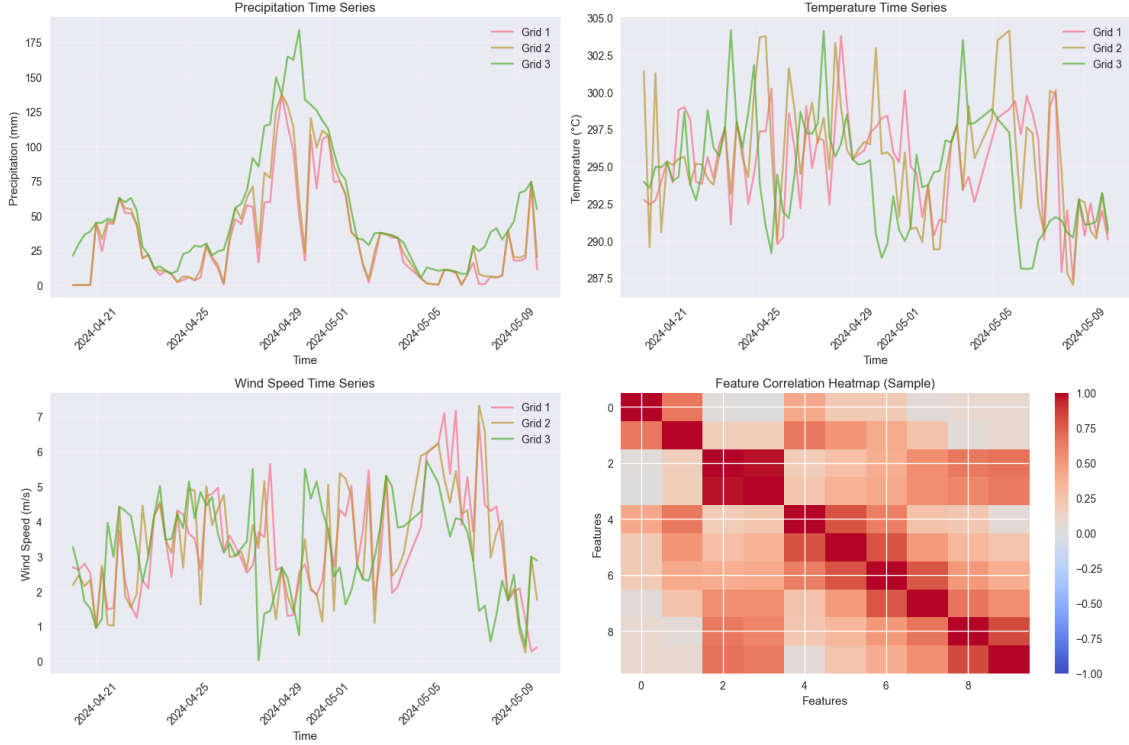 Precipitation Time Series
Precipitation (mm)
175
150
125
100
75
50
25
0
Grid 1
Grid 2
Grid 3
2024-04-21
2024-04-25
2024-04-29
2024-05-01
2024-05-05
2024-05-09
Time
Temperature Time Series
Temperature (°C)
305.0
302.5
300.0
297.5
295.0
292.5
290.0
287.5
Grid 1
Grid 2
Grid 3
2024-04-21
2024-04-25
2024-04-29
2024-05-01
2024-05-05
2024-05-09
Time
Wind Speed Time Series
Wind Speed (m/s)
7
6
5
4
3
2
1
0
Grid 1
Grid 2
Grid 3
2024-04-21
2024-04-25
2024-04-29
2024-05-01
2024-05-05
2024-05-09
Time
Feature Correlation Heatmap (Sample)
Features
0
2
4
6
8
0
2
4
6
8
Features
1.00
0.75
0.50
0.25
0.00
−0.25
−0.50
−0.75
−1.00